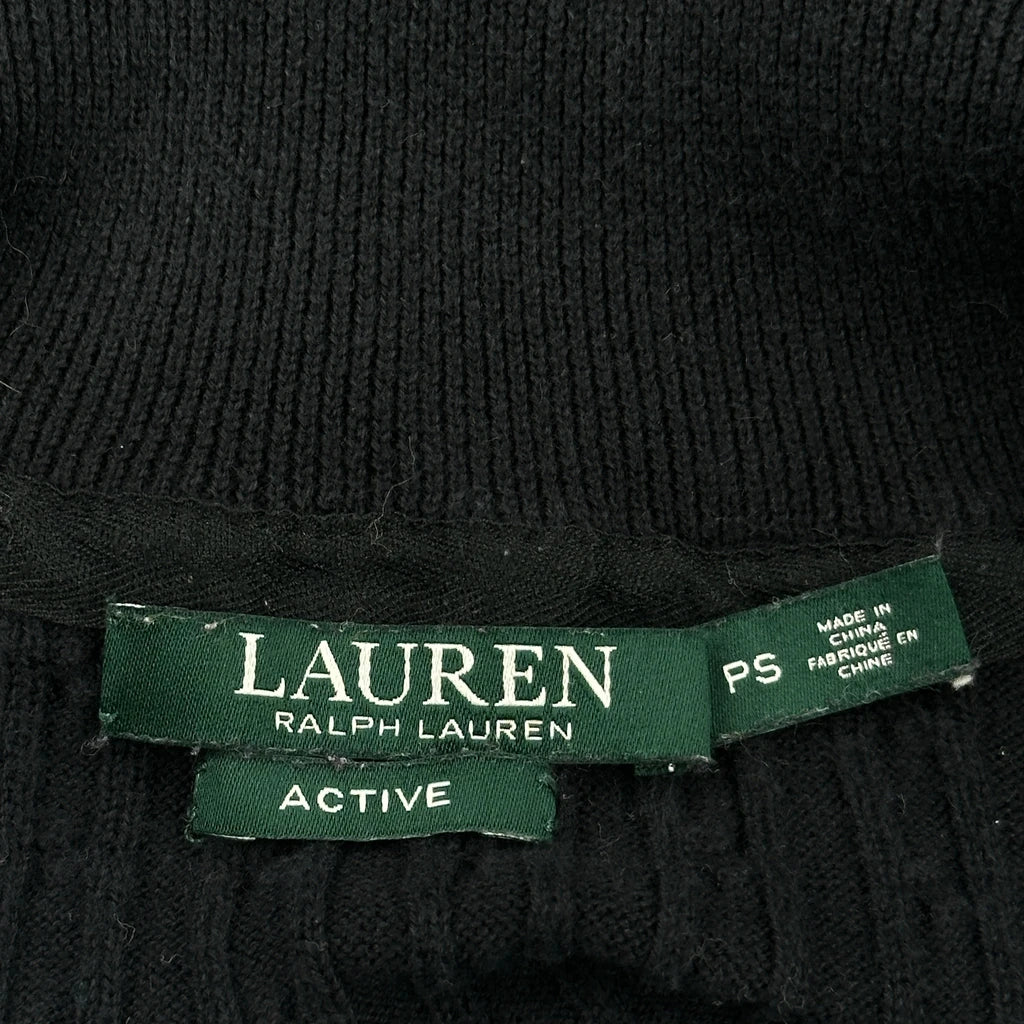 LAUREN
RALPH LAUREN
ACTIVE
PS
MADE IN
CHINA
FABRIQUÉ EN
CHINE